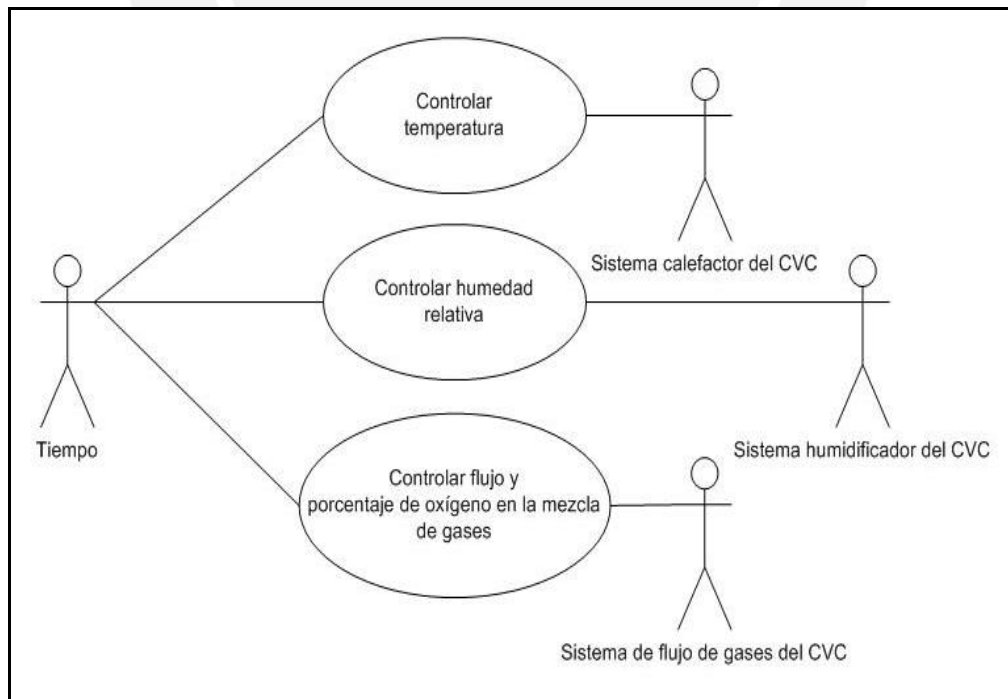 Controlar
temperatura
Sistema calefactor del CVC
Controlar humedad
relativa
Tiempo
Sistema humidificador del CVC
Controlar flujo y
porcentaje de oxígeno en la mezcla
de gases
Sistema de flujo de gases del CVC